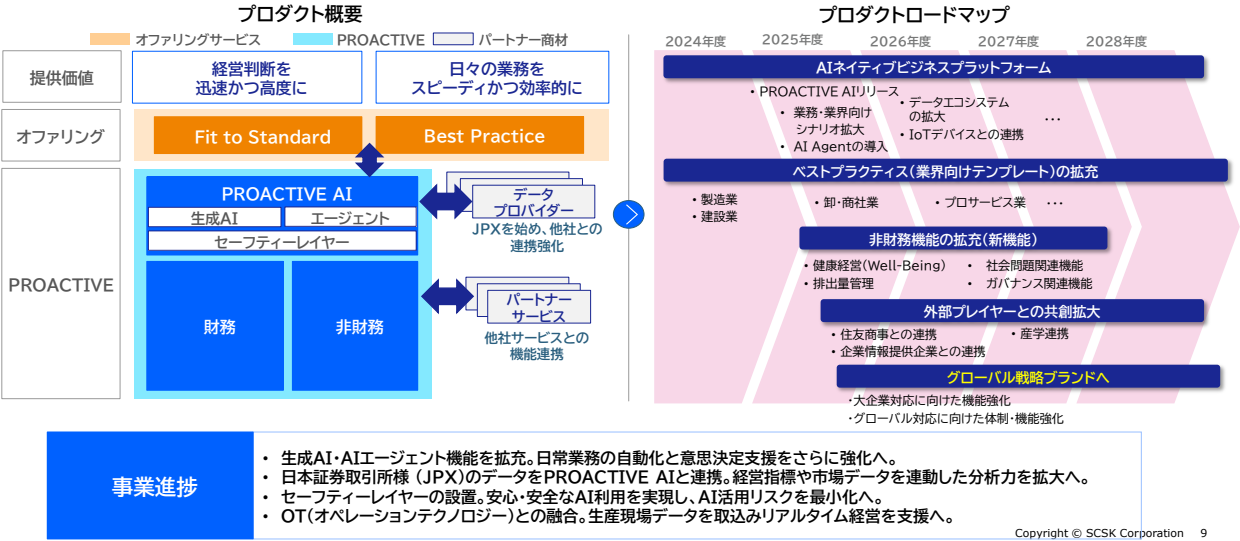 プロダクト概要
オファリングサービス
PROACTIVE
パートナー商材
提供価値
経営判断を
迅速かつ高度に
日々の業務を
スピーディかつ効率的に
オファリング
Fit to Standard
Best Practice
PROACTIVE
PROACTIVE AI
生成AI
エージェント
セーフティーレイヤー
財務
非財務
データ
プロバイダー
JPXを始め、他社との
連携強化
パートナー
サービス
他社サービスとの
機能連携
プロダクトロードマップ
2024年度
2025年度
2026年度
2027年度
2028年度
AIネイティブビジネスプラットフォーム
・PROACTIVE AIリリース
・業務・業界向け
シナリオ拡大
・AI Agentの導入
・データエコシステム
の拡大
・IoTデバイスとの連携
・・・
ベストプラクティス(業界向けテンプレート)の拡充
・製造業
・建設業
・卸・商社業
・プロサービス業
・・・
非財務機能の拡充(新機能)
・健康経営(Well-Being)
・排出量管理
・社会問題関連機能
・ガバナンス関連機能
外部プレイヤーとの共創拡大
・住友商事との連携
・企業情報提供企業との連携
・産学連携
グローバル戦略ブランドへ
・大企業対応に向けた機能強化
・グローバル対応に向けた体制・機能強化
事業進捗
・生成AI・AIエージェント機能を拡充。日常業務の自動化と意思決定支援をさらに強化へ。
・日本証券取引所様 (JPX)のデータをPROACTIVE AIと連携。経営指標や市場データを連動した分析力を拡大へ。
・セーフティーレイヤーの設置。安心・安全なAI利用を実現し、AI活用リスクを最小化へ。
・OT(オペレーションテクノロジー)との融合。生産現場データを取込みリアルタイム経営を支援へ。
Copyright © SCSK Corporation 9